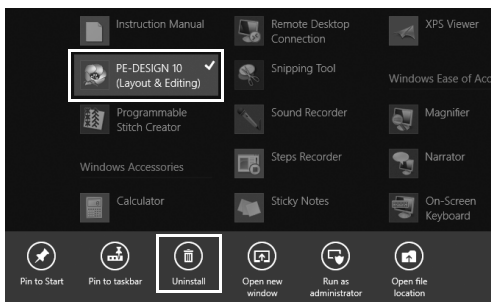 Instruction Manual
PE-DESIGN 10
(Layout & Editing)
Programmable
Stitch Creator
Windows Accessories
Calculator
Remote Desktop
Connection
Snipping Tool
Sound Recorder
Steps Recorder
Sticky Notes
XPS Viewer
Windows Ease of Acc
Magnifier
Narrator
On-Screen
Keyboard
Pin to Start
Pin to taskbar
Uninstall
Open new
window
Run as
administrator
Open file
location